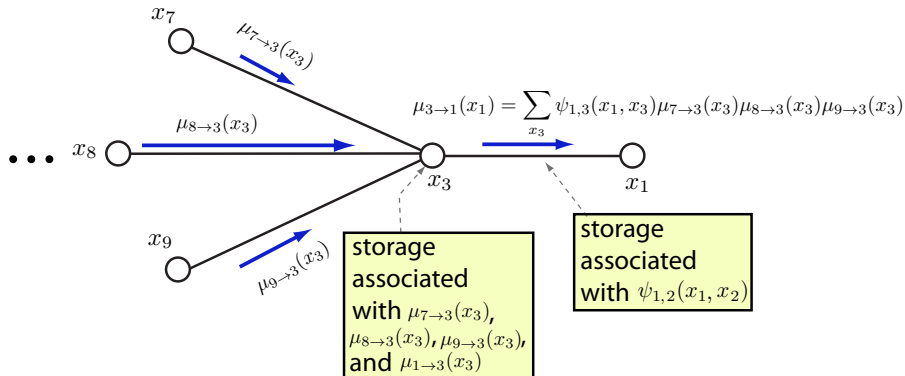 x₇
μ₇→₃(x₃)
μ₃→₁(x₁) = ∑ₓ₃ ψ₁,₃(x₁, x₃)μ₇→₃(x₃)μ₈→₃(x₃)μ₉→₃(x₃)
μ₈→₃(x₃)
... x₈
x₃
x₁
x₉
μ₉→₃(x₃)
storage
associated
with μ₇→₃(x₃),
μ₈→₃(x₃), μ₉→₃(x₃),
and μ₁→₃(x₃)
storage
associated
with ψ₁,₂(x₁, x₂)